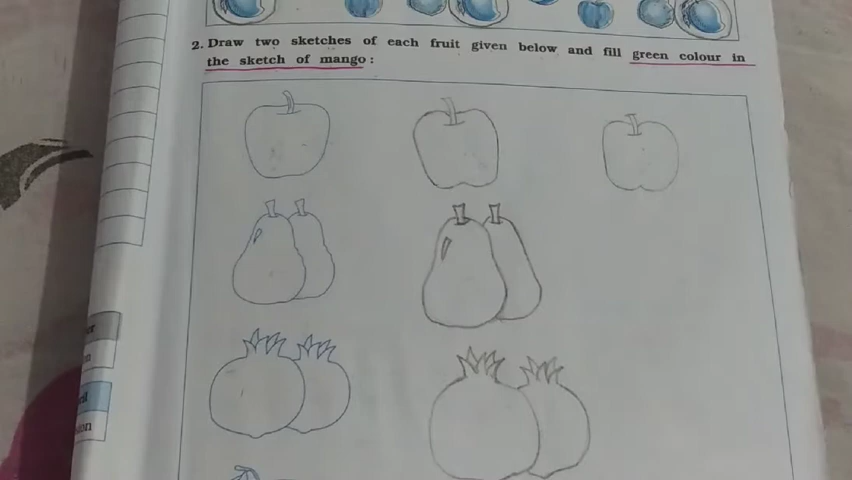 2. Draw two sketches of each fruit given below and fill green colour in
the sketch of mango :